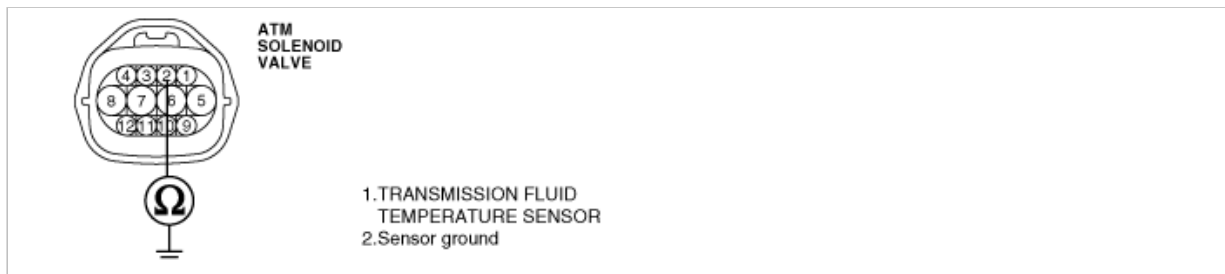 ATM
SOLENOID
VALVE
4 3 2 1
8 7 6 5
12 11 10 9
Ω
1.TRANSMISSION FLUID
TEMPERATURE SENSOR
2.Sensor ground